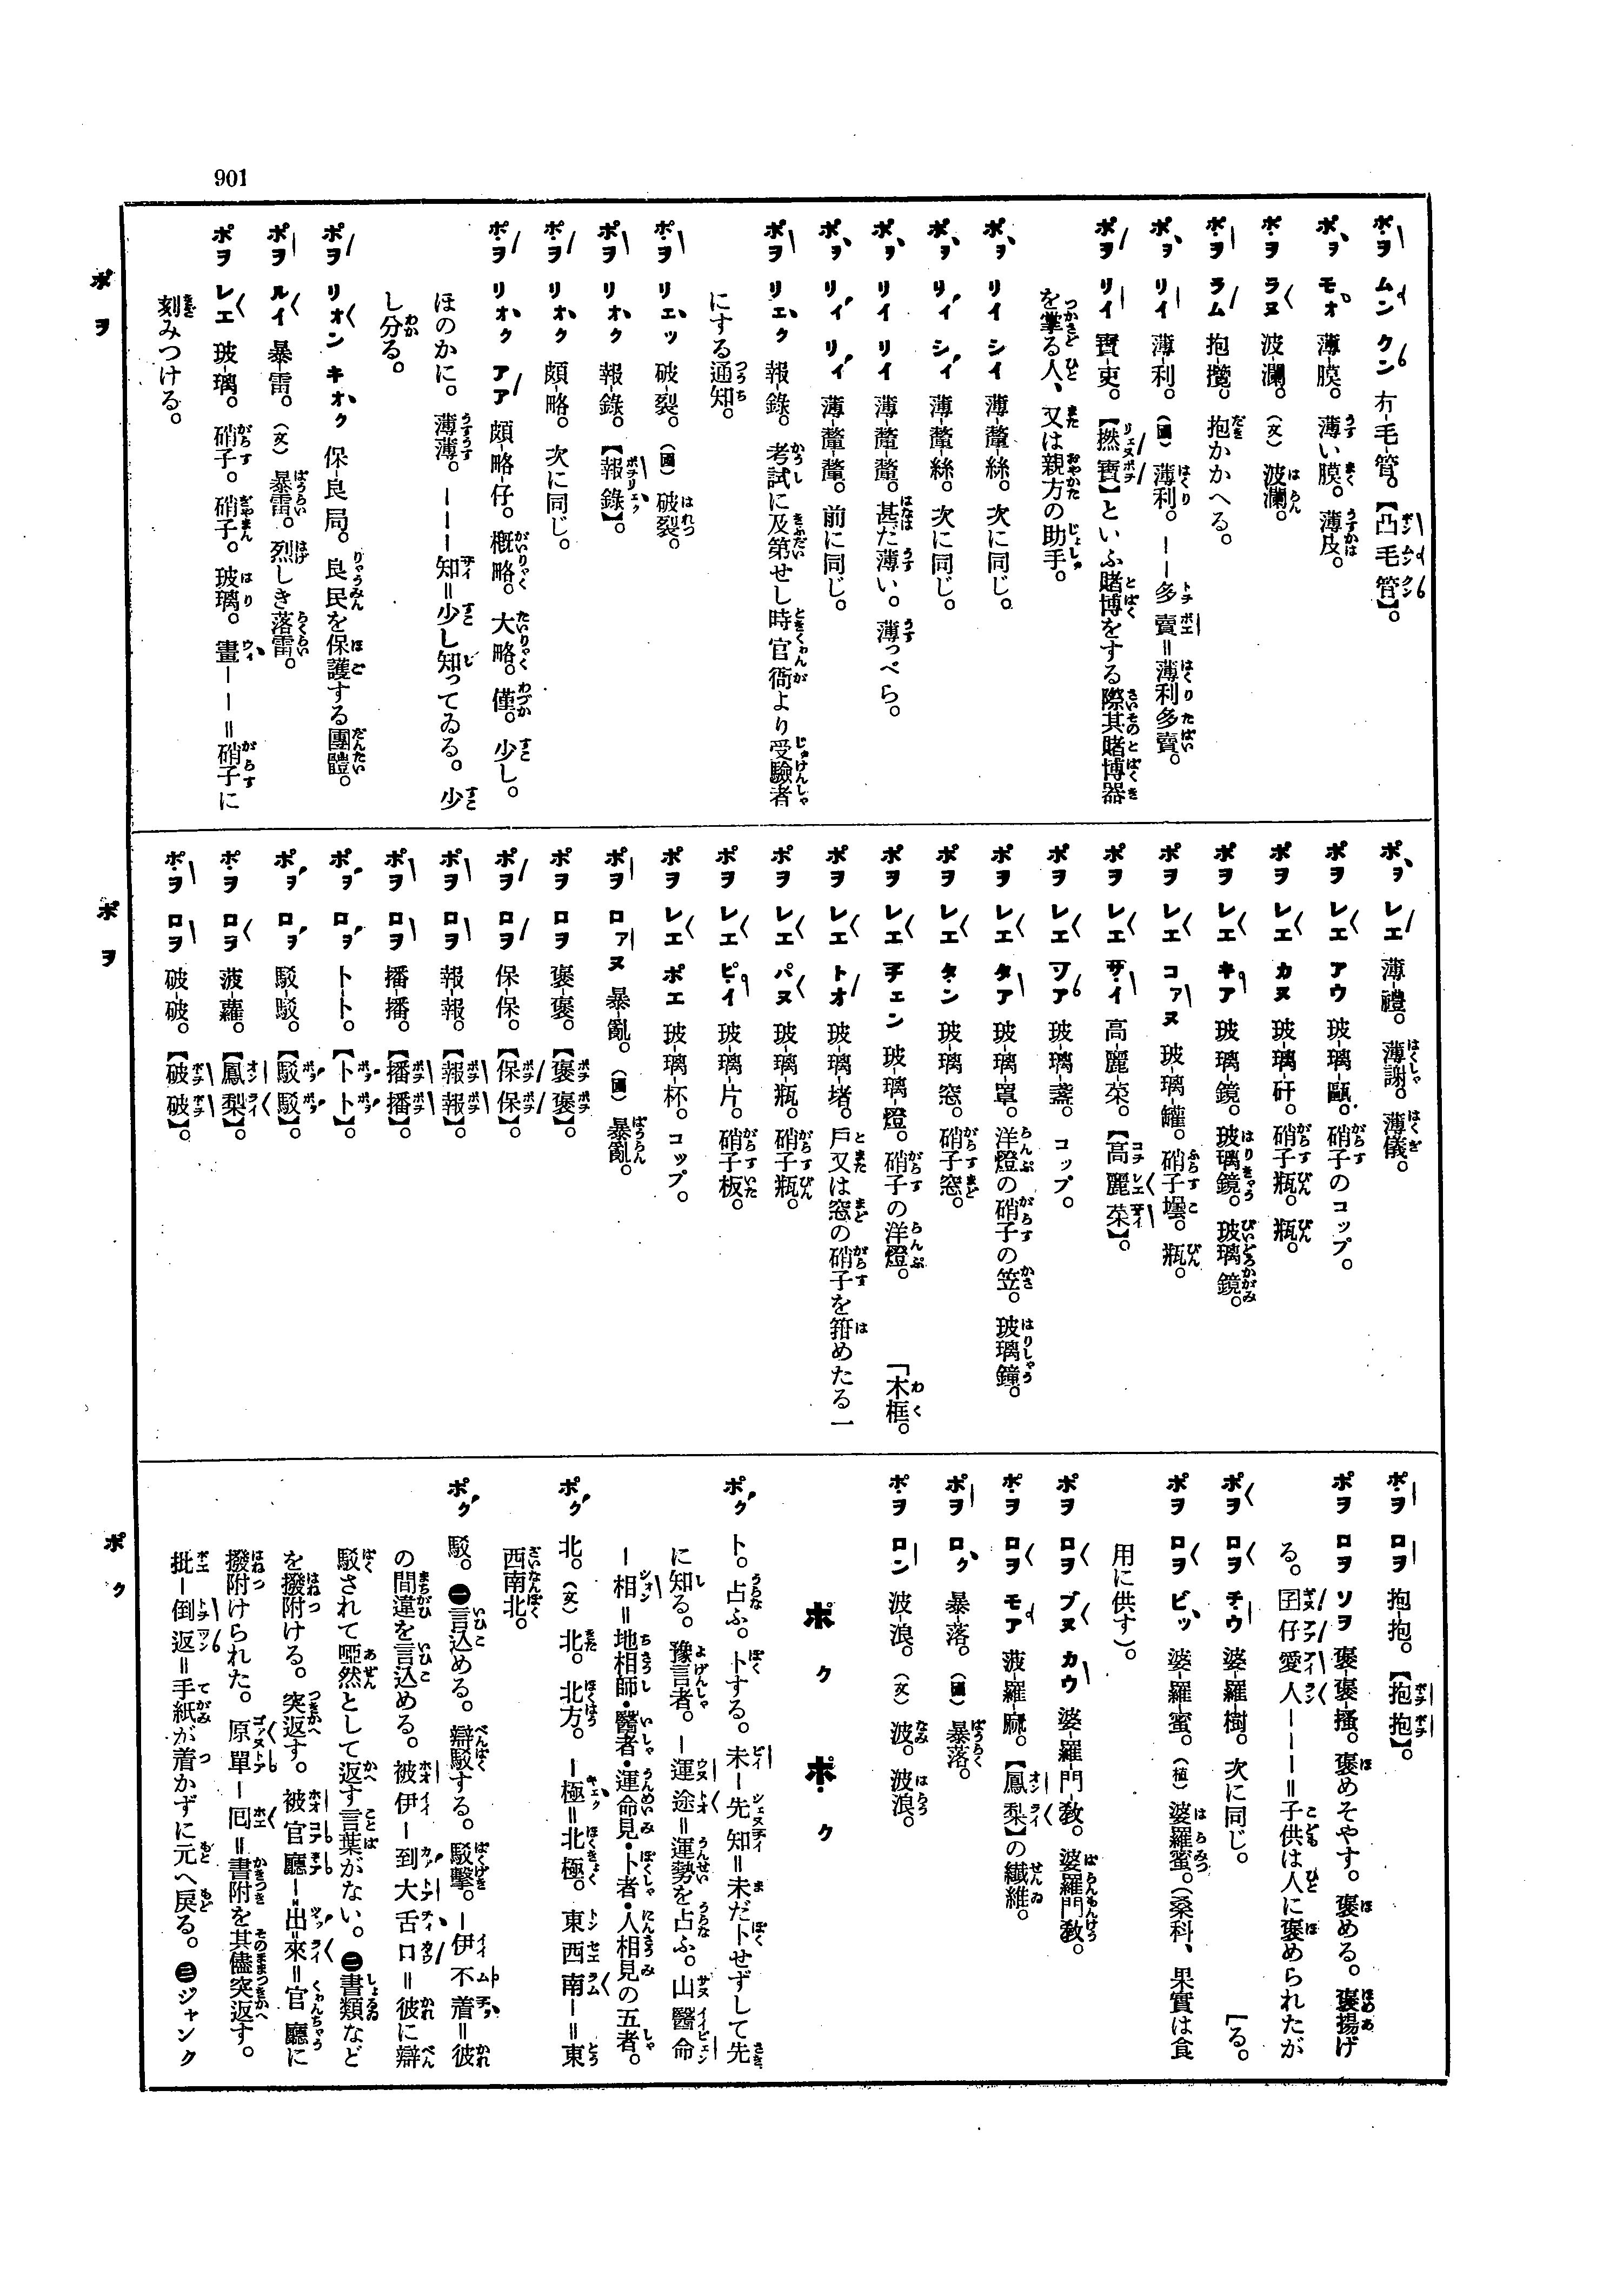 901
ポヲ ムン クン 冇-毛-管。【凸毛管】。
ポヲ モオ 薄-膜。薄い膜。薄皮。
ポヲ ラヌ 波-瀾。(文) 波瀾。
ポヲ ラム 抱-攬。抱かかへる。
ポヲ リイ 薄-利。(國) 薄利。――多賣=薄利多賣。
ポヲ リイ 寶-吏。【撚寶】といふ賭博をする際其賭博器
を掌る人、又は親方の助手。
ポヲ リイ シイ 薄-釐-絲。次に同じ。
ポヲ リイ シイ 薄-釐-絲。次に同じ。
ポヲ リイ リイ 薄-釐-釐。甚だ薄い。薄っぺら。
ポヲ リイ リイ 薄-釐-釐。前に同じ。
ポヲ リェク 報-錄。考試に及第せし時官衙より受驗者
にする通知。
ポヲ リェッ 破-裂。(國) 破裂。
ポヲ リオク 報-錄。【報錄】。
ポヲ リオク 頗-略。次に同じ。
ポヲ リオク アア 頗-略-仔。概略。大略。僅。少し。
ほのかに。薄薄。―――知=少し知ってゐる。少
し分る。
ポヲ リオン キオク 保-良-局。良民を保護する團體。
ポヲ ルイ 暴-雷。(文) 暴雷。烈しき落雷。
ポヲ レエ 玻-璃。硝子。硝子。玻璃。畫――=硝子に
刻みつける。
ポヲ レエ 薄-禮。薄謝。薄儀。
ポヲ レエ アウ 玻-璃-甌。硝子のコップ。
ポヲ レエ カヌ 玻-璃-矸。硝子瓶。瓶。
ポヲ レエ キア 玻-璃-鏡。玻璃鏡。玻璃鏡。
ポヲ レエ コァヌ 玻-璃-罐。硝子壜。瓶。
ポヲ レエ サイ 高-麗-菜。【高麗菜】。
ポヲ レエ ツア 玻-璃-盞。コップ。
ポヲ レエ タア 玻-璃-罩。洋燈の硝子の笠。玻璃鐘。
ポヲ レエ タン 玻-璃-窓。硝子窓。
ポヲ レエ チェン 玻-璃-燈。硝子の洋燈。 「木框。
ポヲ レエ トオ 玻-璃-堵。戸又は窓の硝子を箝めたる一
ポヲ レエ パヌ 玻-璃-瓶。硝子瓶。
ポヲ レエ ピイ 玻-璃-片。硝子板。
ポヲ レエ ポエ 玻-璃-杯。コップ。
ポヲ ロァヌ 暴-亂。(國) 暴亂。
ポヲ ロヲ 褒-褒。【褒褒】。
ポヲ ロヲ 保-保。【保保】。
ポヲ ロヲ 報-報。【報報】。
ポヲ ロヲ 播-播。【播播】。
ポヲ ロヲ 卜-卜。【卜卜】。
ポヲ ロヲ 駁-駁。【駁駁】。
ポヲ ロヲ 菠-蘿。【鳳梨】。
ポヲ ロヲ 破-破。【破破】。
ポヲ ロヲ 抱-抱。【抱抱】。
ポヲ ロヲ ソヲ 褒-褒-搔。褒めそやす。褒める。褒揚げ
る。囝仔愛人―――=子供は人に褒められたが
ポヲ ロヲ チウ 婆-羅-樹。次に同じ。 「る。
ポヲ ロヲ ビッ 婆-羅-蜜。(植) 婆羅蜜。(桑科、果實は食
用に供す)。
ポヲ ロヲ ブヌ カウ 婆-羅-門-敎。婆羅門敎。
ポヲ ロヲ モア 菠-羅-麻。【鳳梨】の纖維。
ポヲ ロク 暴-落。(國) 暴落。
ポヲ ロン 波-浪。(文) 波。波浪。
ポク ポク
ポク 卜。占ふ。卜する。未-先知=未だ卜せずして先
に知る。豫言者。-運途=運勢を占ふ。山醫命
-相=地相師・醫者・運命見・卜者・人相見の五者。
ポク 北。(文) 北。北方。-極=北極。東西南-=東
西南北。
ポク 駁。㊀言込める。辯駁する。駁擊。-伊不着=彼
の間違を言込める。被伊-到大舌口=彼に辯
駁されて啞然として返す言葉がない。㊁書類など
を撥附ける。突返す。被官廳-出來=官廳に
撥附けられた。原單-囘=書附を其儘突返す。
批-倒返=手紙が着かずに元へ戻る。㊂ジャンク
ポヲ
ポヲ
ポク